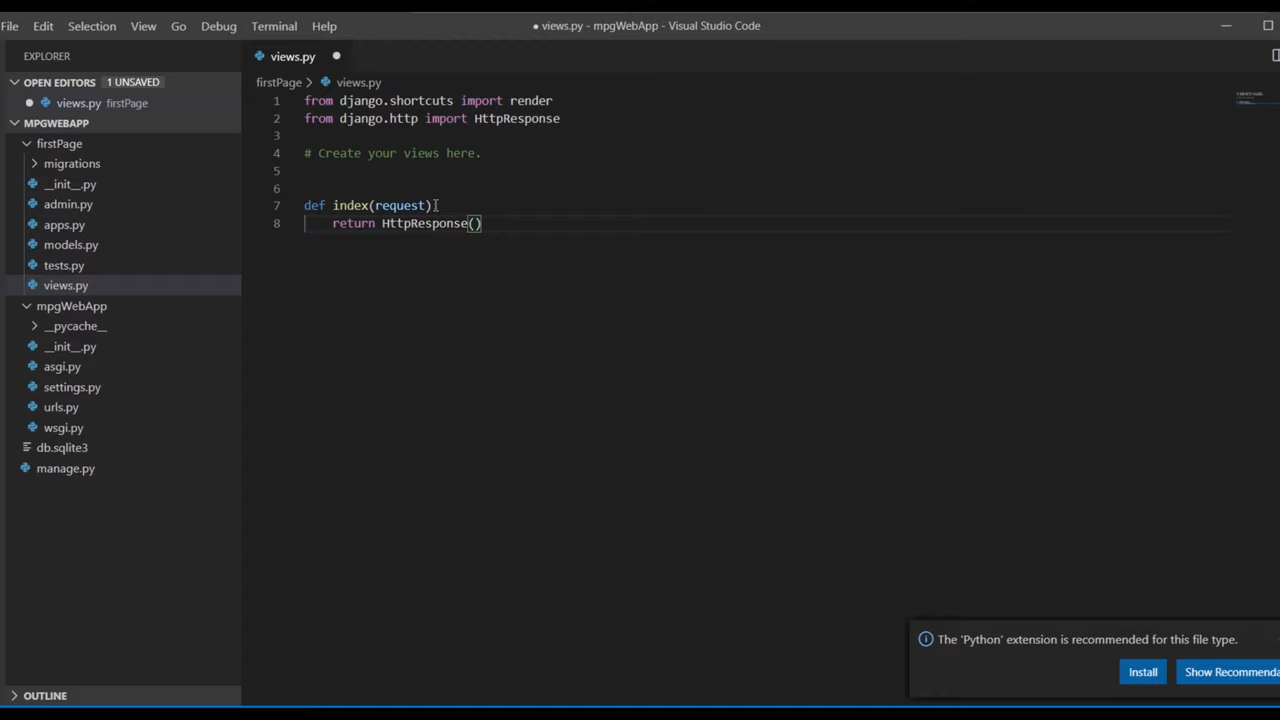 File Edit Selection View Go Debug Terminal Help ● views.py - mpgWebApp - Visual Studio Code
EXPLORER
OPEN EDITORS 1 UNSAVED
views.py firstPage
MPGWEBAPP
firstPage
migrations
__init__.py
admin.py
apps.py
models.py
tests.py
views.py
mpgWebApp
__pycache__
__init__.py
asgi.py
settings.py
urls.py
wsgi.py
db.sqlite3
manage.py
OUTLINE
views.py
firstPage > views.py
1 from django.shortcuts import render
2 from django.http import HttpResponse
3
4 # Create your views here.
5
6
7 def index(request)
8 return HttpResponse()
The 'Python' extension is recommended for this file type.
Install Show Recommenda